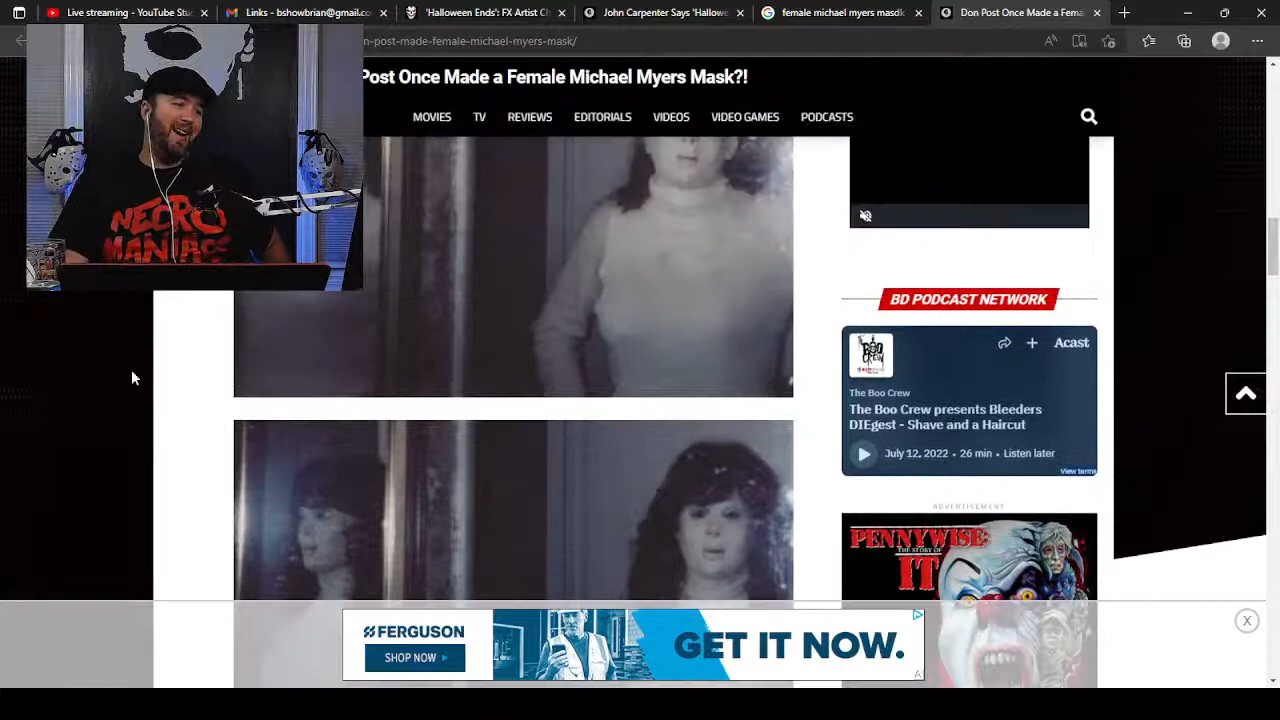 Live streaming - YouTube Stu
Links - bshowbrian@gmail.co
'Halloween Ends': FX Artist Ch
John Carpenter Says 'Hallowe
female michael myers masdk
Don Post Once Made a Fema
n-post-made-female-michael-myers-mask/
Post Once Made a Female Michael Myers Mask?!
MOVIES TV REVIEWS EDITORIALS VIDEOS VIDEO GAMES PODCASTS
NECRO
MANIACS
BD PODCAST NETWORK
Acast
The Boo Crew
The Boo Crew presents Bleeders
DIEgest - Shave and a Haircut
July 12, 2022 • 26 min • Listen later
View terms
ADVERTISEMENT
PENNYWISE:
THE STORY OF
IT
FERGUSON
SHOP NOW
GET IT NOW.
X